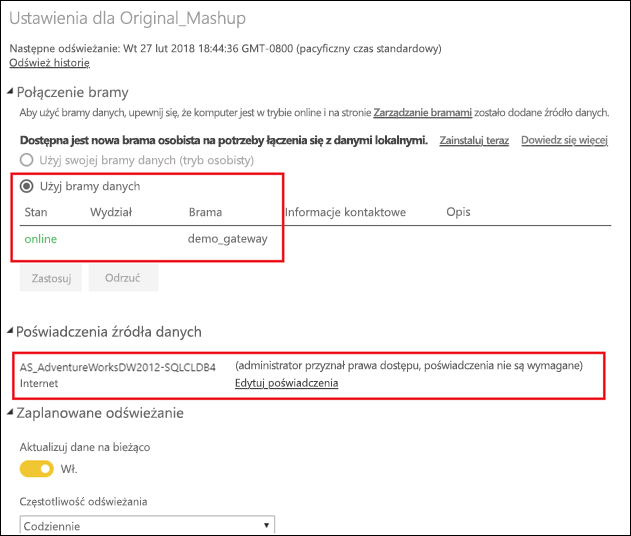 Ustawienia dla Original_Mashup
Następne odświeżanie: Wt 27 lut 2018 18:44:36 GMT-0800 (pacyficzny czas standardowy)
Odśwież historię
Połączenie bramy
Aby użyć bramy danych, upewnij się, że komputer jest w trybie online i na stronie Zarządzanie bramami zostało dodane źródło danych.
Dostępna jest nowa brama osobista na potrzeby łączenia się z danymi lokalnymi. Zainstaluj teraz Dowiedz się więcej
Użyj swojej bramy danych (tryb osobisty)
Użyj bramy danych
Stan Wydział Brama Informacje kontaktowe Opis
online demo_gateway
Zastosuj Odrzuć
Poświadczenia źródła danych
AS_AdventureWorksDW2012-SQLCLDB4 (administrator przyznał prawa dostępu, poświadczenia nie są wymagane)
Internet Edytuj poświadczenia
Zaplanowane odświeżanie
Aktualizuj dane na bieżąco
Wł.
Częstotliwość odświeżania
Codziennie